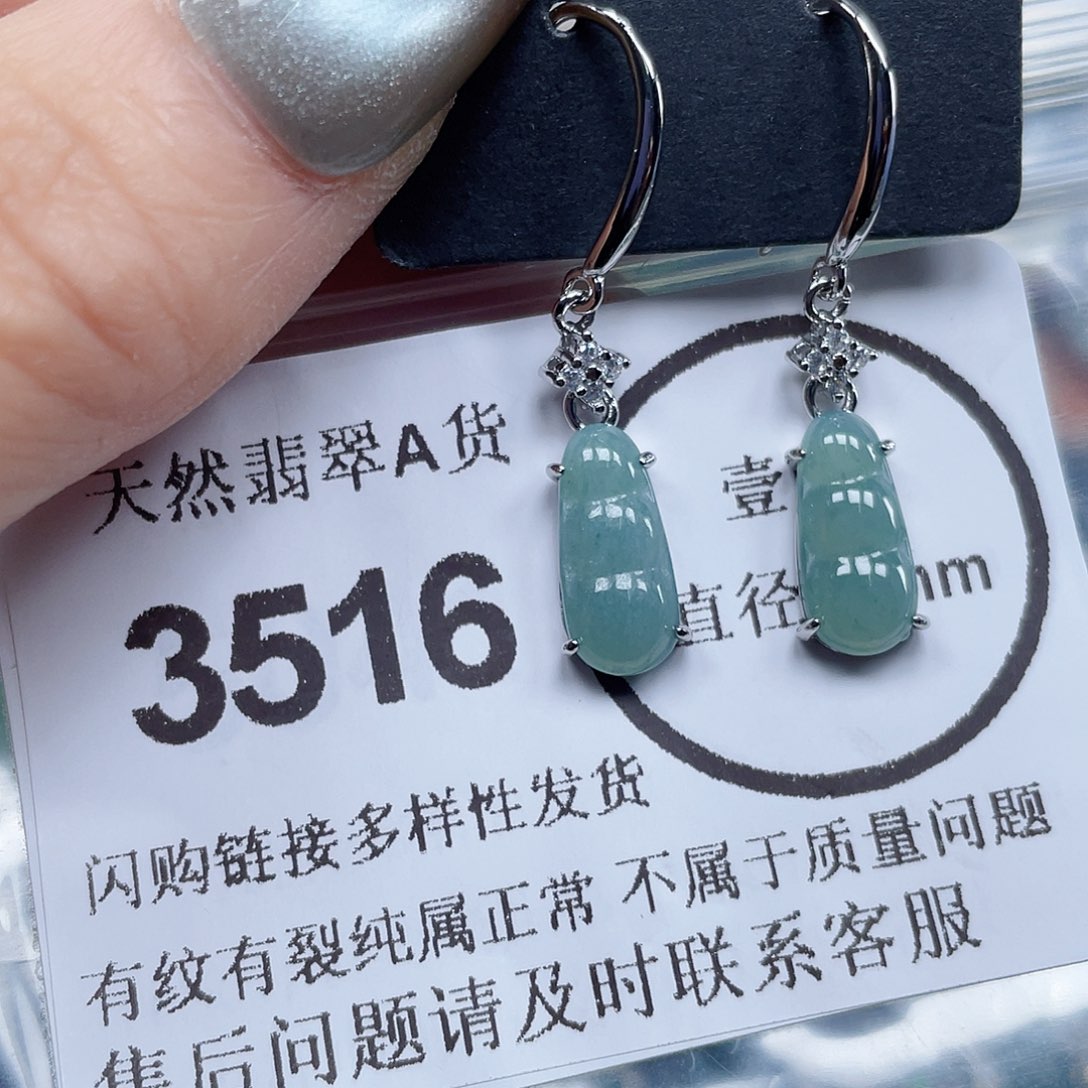 天然翡翠A货
3516
壹
直径 mm
闪购链接多样性发货
有纹有裂纯属正常 不属于质量问题
售后问题请及时联系客服